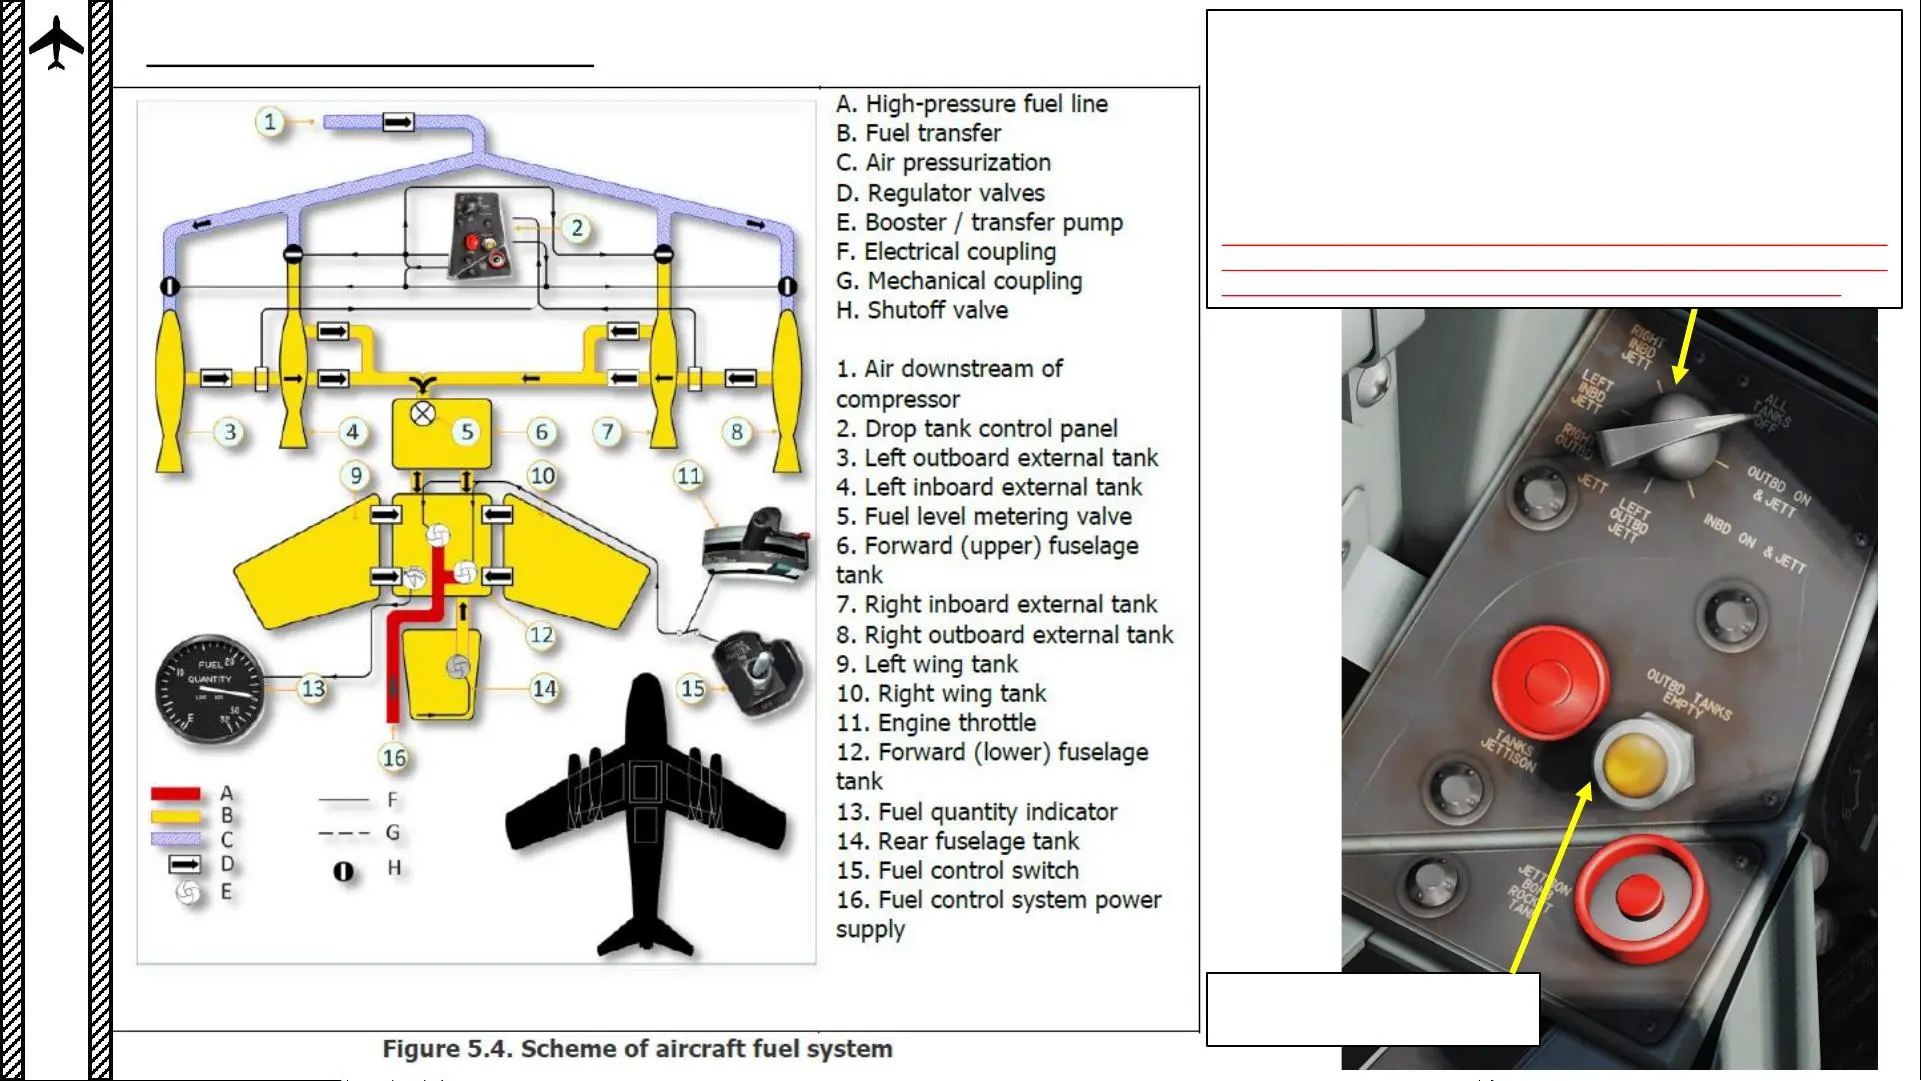 1
2
3
4
5
6
7
8
9
10
11
12
13
14
15
16
FUEL
QUANTITY
10
20
30
E
A
B
C
D
E
F
G
H
A. High-pressure fuel line
B. Fuel transfer
C. Air pressurization
D. Regulator valves
E. Booster / transfer pump
F. Electrical coupling
G. Mechanical coupling
H. Shutoff valve
1. Air downstream of
compressor
2. Drop tank control panel
3. Left outboard external tank
4. Left inboard external tank
5. Fuel level metering valve
6. Forward (upper) fuselage
tank
7. Right inboard external tank
8. Right outboard external tank
9. Left wing tank
10. Right wing tank
11. Engine throttle
12. Forward (lower) fuselage
tank
13. Fuel quantity indicator
14. Rear fuselage tank
15. Fuel control switch
16. Fuel control system power
supply
Figure 5.4. Scheme of aircraft fuel system
RIGHT
INBD
JETT
LEFT
INBD
JETT
ALL
TANKS
OFF
RIGHT
OUTBD
JETT
LEFT
OUTBD
JETT
OUTBD ON
& JETT
INBD ON & JETT
OUTBD TANKS
EMPTY
TANKS
JETTISON
JETTISON
BOMB
ROCKET
TANK